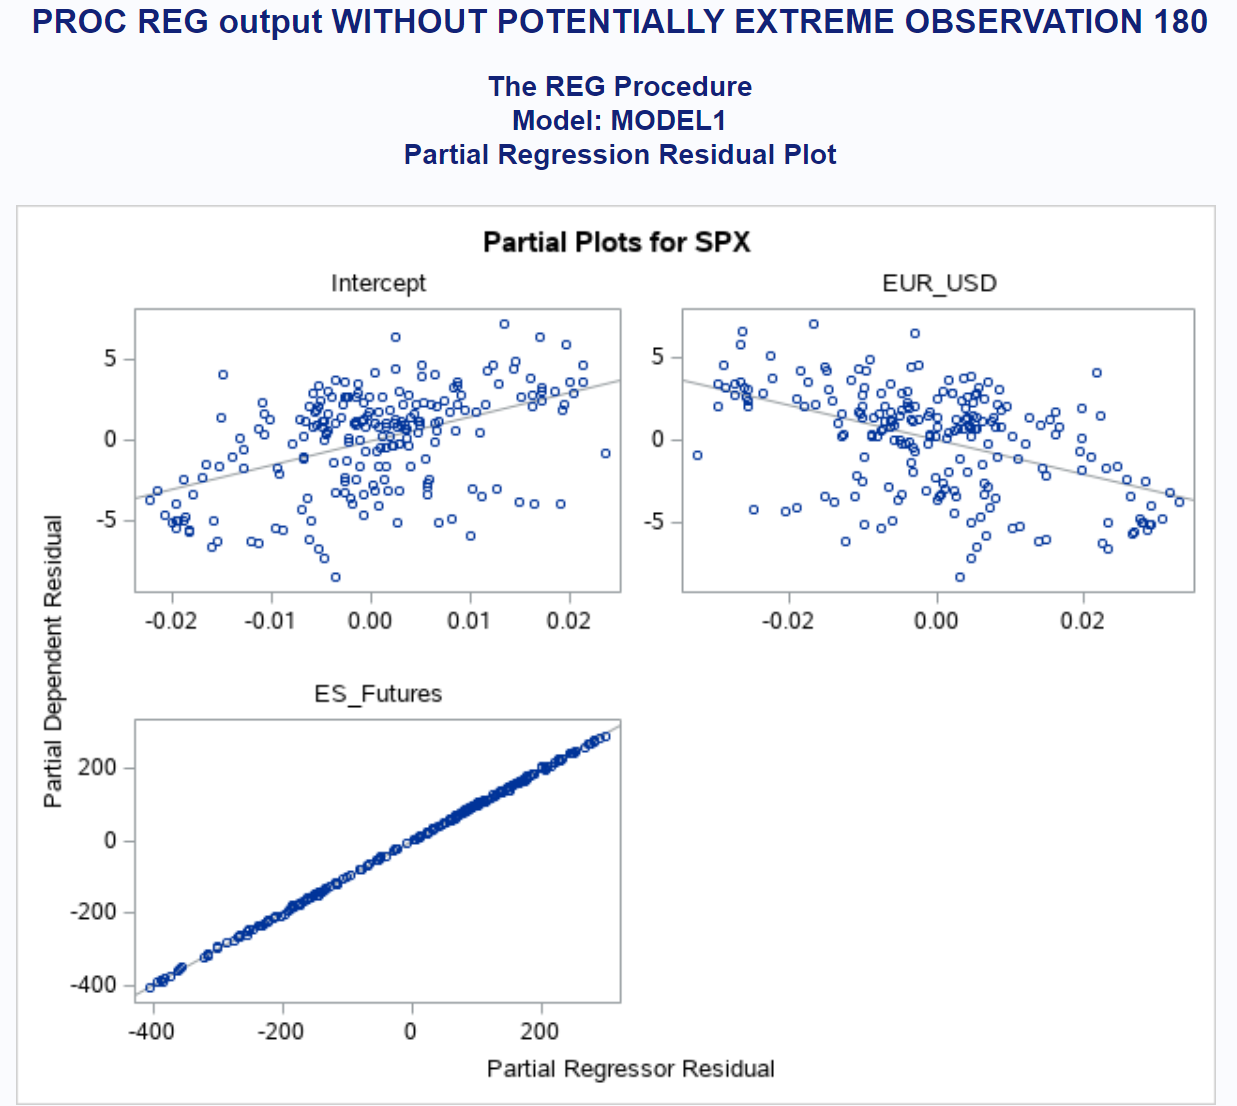 PROC REG output WITHOUT POTENTIALLY EXTREME OBSERVATION 180
The REG Procedure
Model: MODEL1
Partial Regression Residual Plot
Partial Plots for SPX
Intercept
EUR_USD
5
0
-5
-0.02 -0.01 0.00 0.01 0.02
5
0
-5
-0.02 0.00 0.02
ES_Futures
200
0
-200
-400
-400 -200 0 200
Partial Dependent Residual
Partial Regressor Residual